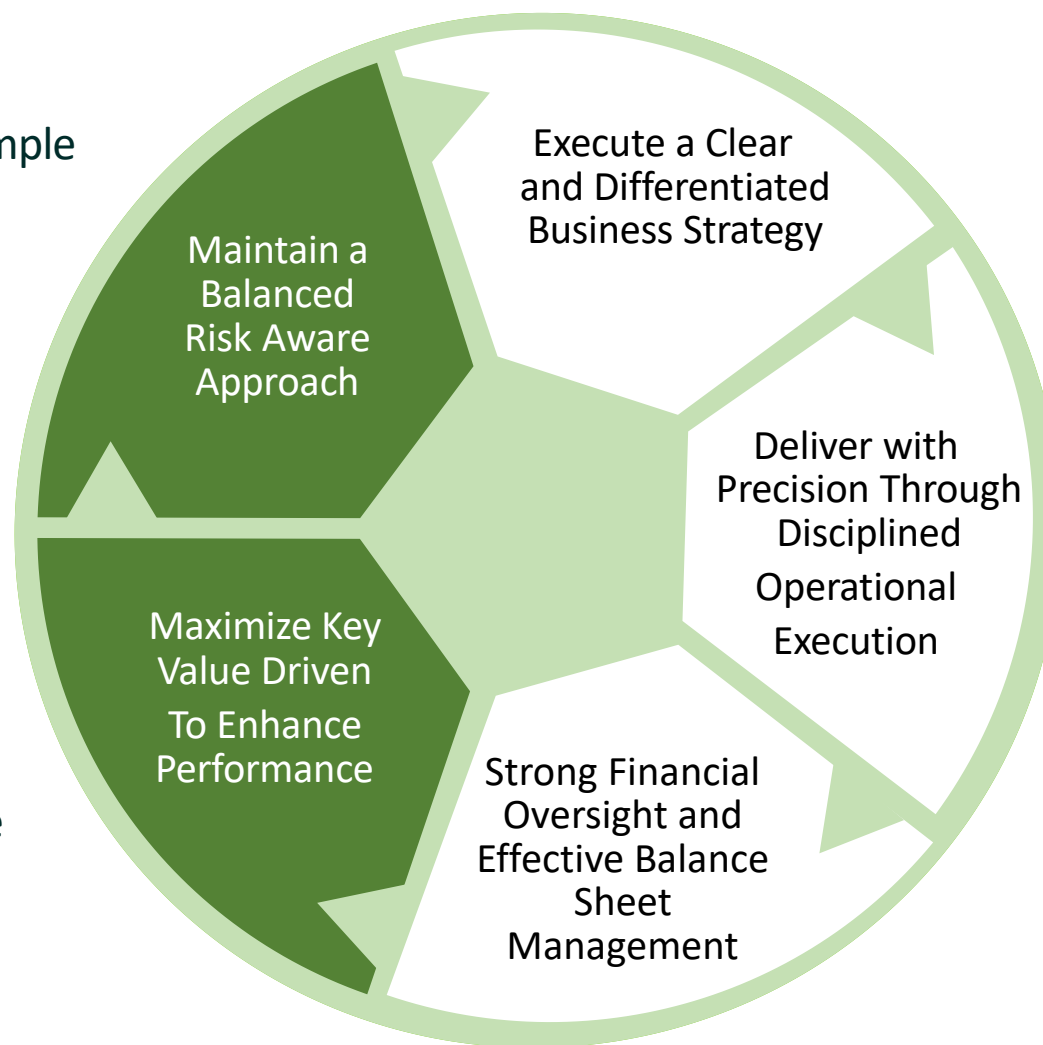 Execute a Clear
and Differentiated
Business Strategy
Deliver with
Precision Through
Disciplined
Operational
Execution
Strong Financial
Oversight and
Effective Balance
Sheet
Management
Maximize Key
Value Driven
To Enhance
Performance
Maintain a
Balanced
Risk Aware
Approach